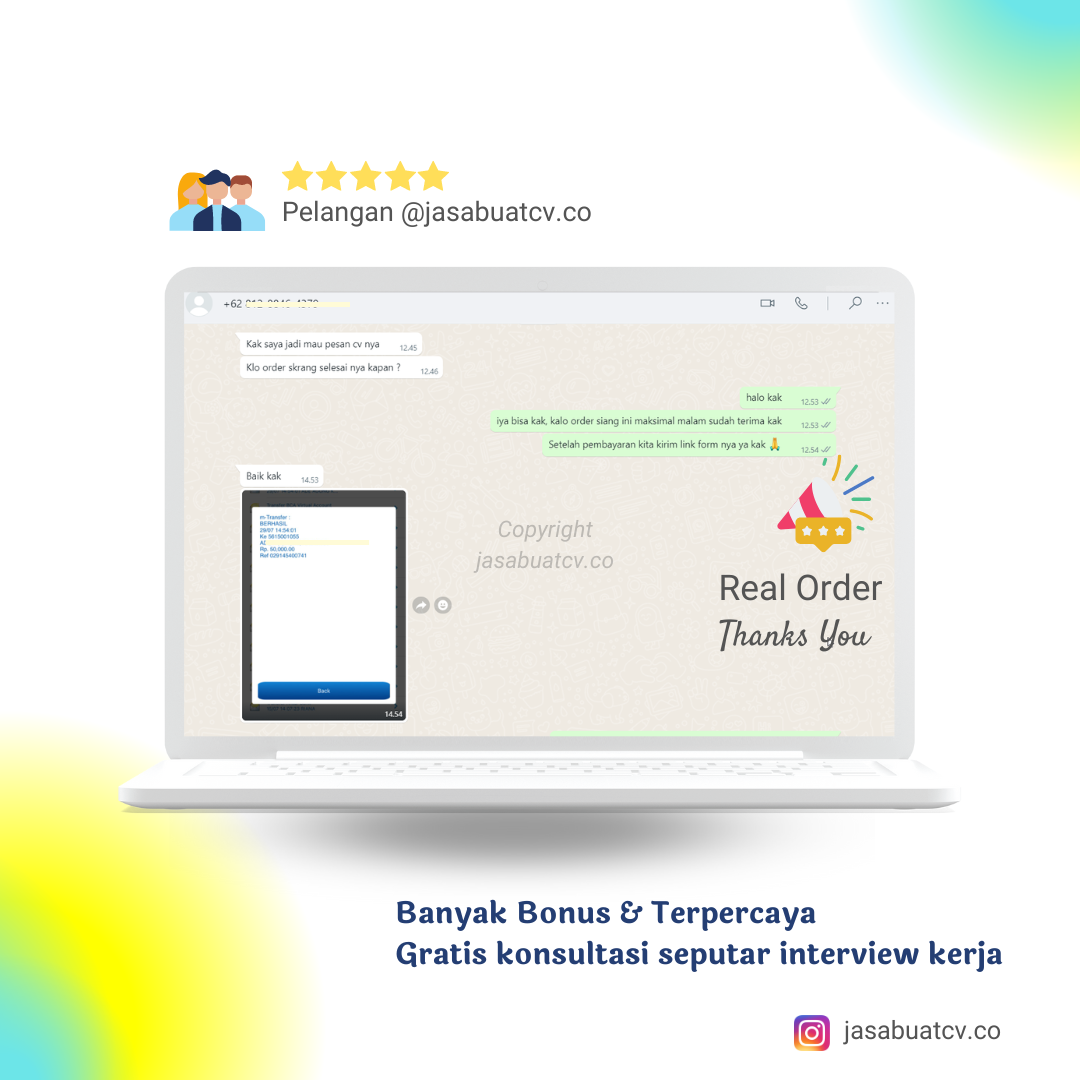 Pelangan @jasabuatcv.co
+62
Kak saya jadi mau pesan cv nya 12.45
Klo order skrang selesai nya kapan ? 12.46
halo kak 12.53
iya bisa kak, kalo order siang ini maksimal malam sudah terima kak 12.53
Setelah pembayaran kita kirim link form nya ya kak 🙏 12.54
Baik kak 14.53
m-Transfer :
BERHASIL
29/07 14:54:01
Ke 5610001055
Rp. 50,000.00
Ref 029145400741
Back
14.54
Copyright
jasabuatcv.co
Real Order
Thanks You
Banyak Bonus & Terpercaya
Gratis konsultasi seputar interview kerja
jasabuatcv.co